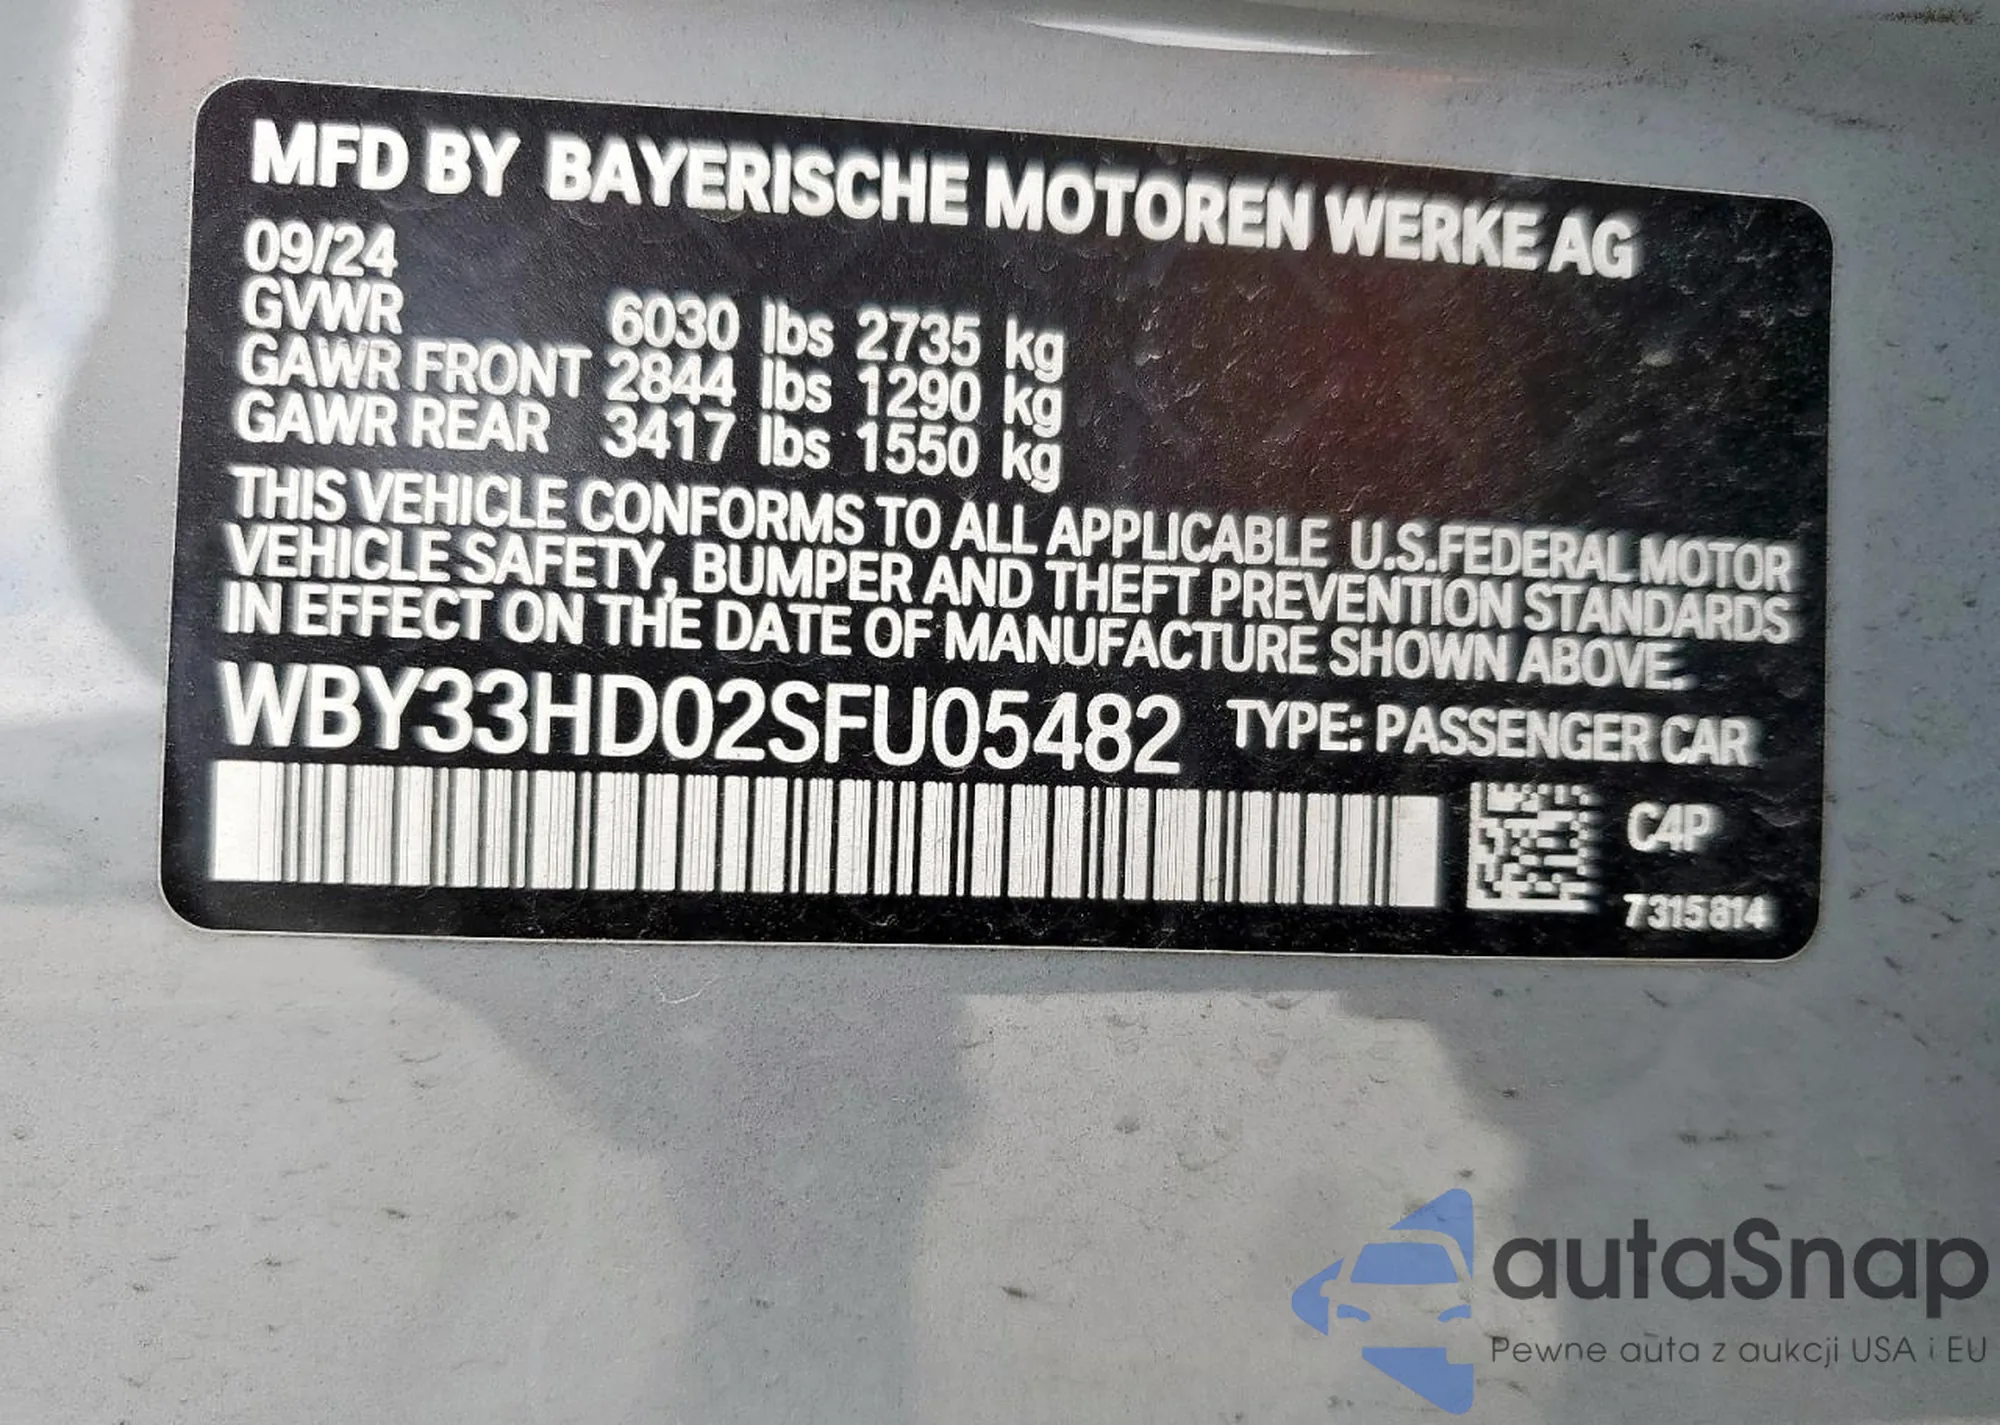 MFD BY BAYERISCHE MOTOREN WERKE AG
09/24
GVWR 6030 lbs 2735 kg
GAWR FRONT 2844 lbs 1290 kg
GAWR REAR 3417 lbs 1550 kg
THIS VEHICLE CONFORMS TO ALL APPLICABLE U.S.FEDERAL MOTOR
VEHICLE SAFETY, BUMPER AND THEFT PREVENTION STANDARDS
IN EFFECT ON THE DATE OF MANUFACTURE SHOWN ABOVE.
WBY33HD02SFU05482 TYPE: PASSENGER CAR
C4P
7315814
autaSnap
Pewne auta z aukcji USA i EU